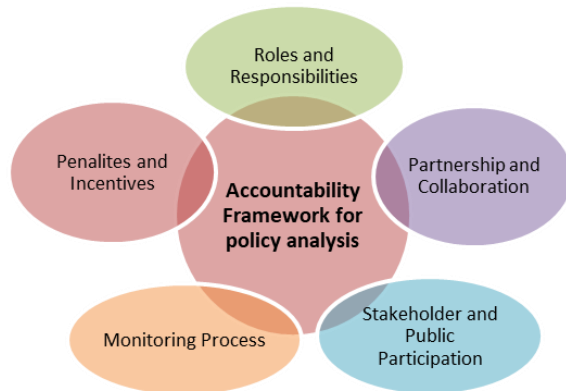 Roles and
Responsibilities
Penalites and
Incentives
Partnership and
Collaboration
Accountability
Framework for
policy analysis
Monitoring Process
Stakeholder and
Public
Participation